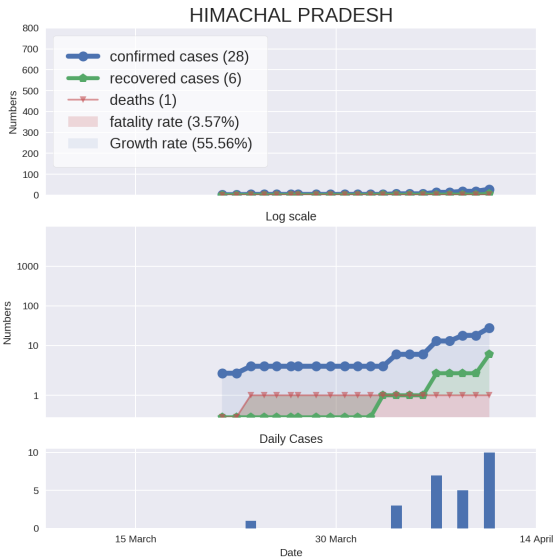 HIMACHAL PRADESH
800
700
600
500
400
300
200
100
0
Numbers
confirmed cases (28)
recovered cases (6)
deaths (1)
fatality rate (3.57%)
Growth rate (55.56%)
Log scale
1000
100
10
1
Numbers
Daily Cases
10
5
0
15 March
30 March
14 April
Date